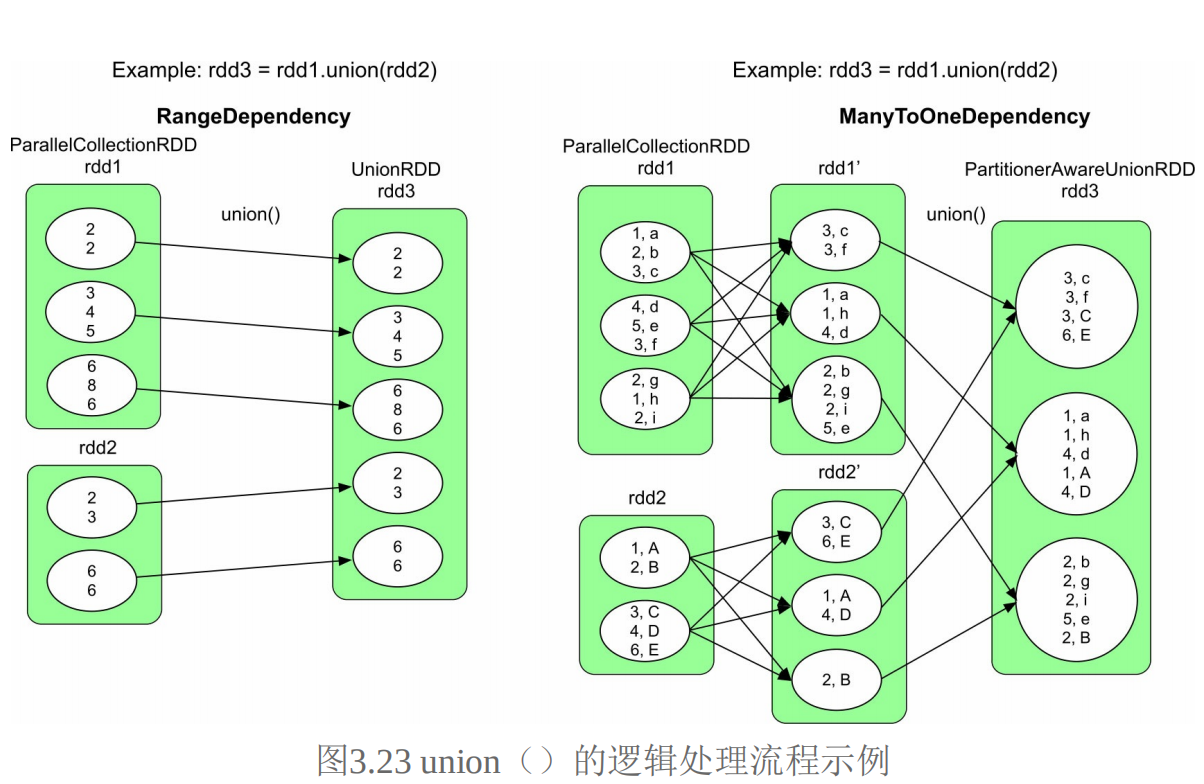 Example: rdd3 = rdd1.union(rdd2)
RangeDependency
ParallelCollectionRDD
rdd1
2
2
3
4
5
6
8
6
rdd2
2
3
6
6
union()
UnionRDD
rdd3
2
2
3
4
5
6
8
6
2
3
6
6
Example: rdd3 = rdd1.union(rdd2)
ManyToOneDependency
ParallelCollectionRDD
rdd1
1, a
2, b
3, c
4, d
5, e
3, f
2, g
1, h
2, i
rdd2
1, A
2, B
3, C
4, D
6, E
rdd1’
3, c
3, f
1, a
1, h
4, d
2, b
2, g
2, i
5, e
rdd2’
3, C
6, E
1, A
4, D
2, B
union()
PartitionerAwareUnionRDD
rdd3
3, c
3, f
3, C
6, E
1, a
1, h
4, d
1, A
4, D
2, b
2, g
2, i
5, e
2, B
图3.23 union（）的逻辑处理流程示例